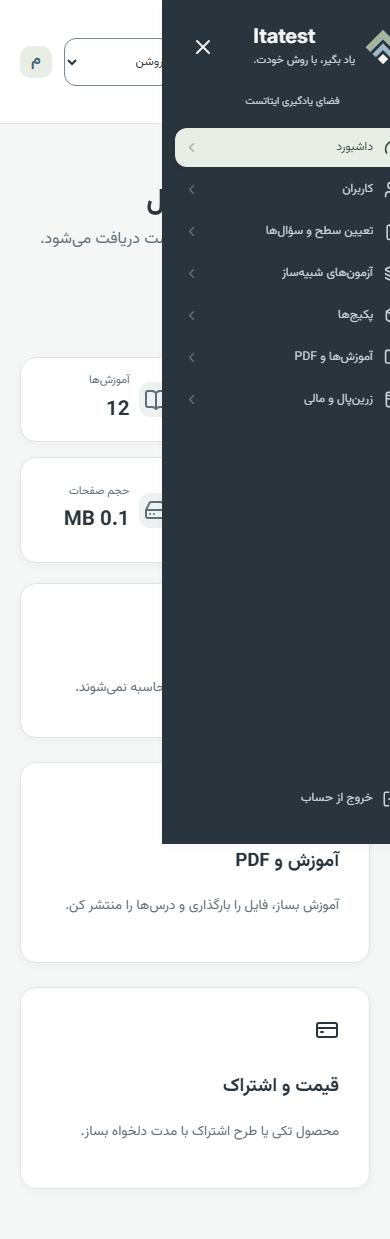 Itatest
یاد بگیر، با روش خودت.
فضای یادگیری ایتاتست
داشبورد
کاربران
تعیین سطح و سؤال‌ها
آزمون‌های شبیه‌ساز
پکیج‌ها
آموزش‌ها و PDF
زرین‌پال و مالی
خروج از حساب
روشن
م
دریافت می‌شود.
آموزش‌ها
12
حجم صفحات
0.1 MB
محاسبه نمی‌شوند.
آموزش و PDF
آموزش بساز، فایل را بارگذاری و درس‌ها را منتشر کن.
قیمت و اشتراک
محصول تکی یا طرح اشتراک با مدت دلخواه بساز.